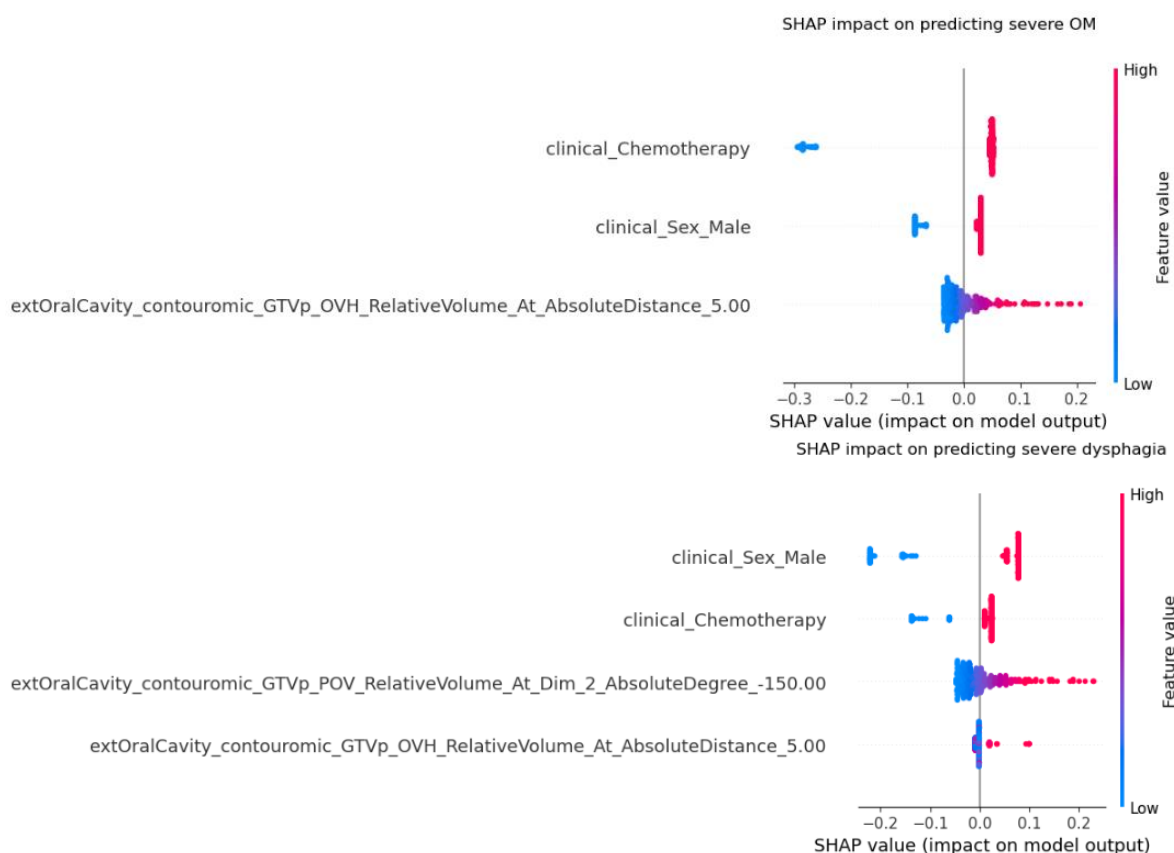 SHAP impact on predicting severe OM
High
clinical_Chemotherapy
clinical_Sex_Male
extOralCavity_contouromic_GTVp_OVH_RelativeVolume_At_AbsoluteDistance_5.00
Feature value
Low
−0.3 −0.2 −0.1 0.0 0.1 0.2
SHAP value (impact on model output)
SHAP impact on predicting severe dysphagia
High
clinical_Sex_Male
clinical_Chemotherapy
extOralCavity_contouromic_GTVp_POV_RelativeVolume_At_Dim_2_AbsoluteDegree_-150.00
extOralCavity_contouromic_GTVp_OVH_RelativeVolume_At_AbsoluteDistance_5.00
Feature value
Low
−0.2 −0.1 0.0 0.1 0.2
SHAP value (impact on model output)